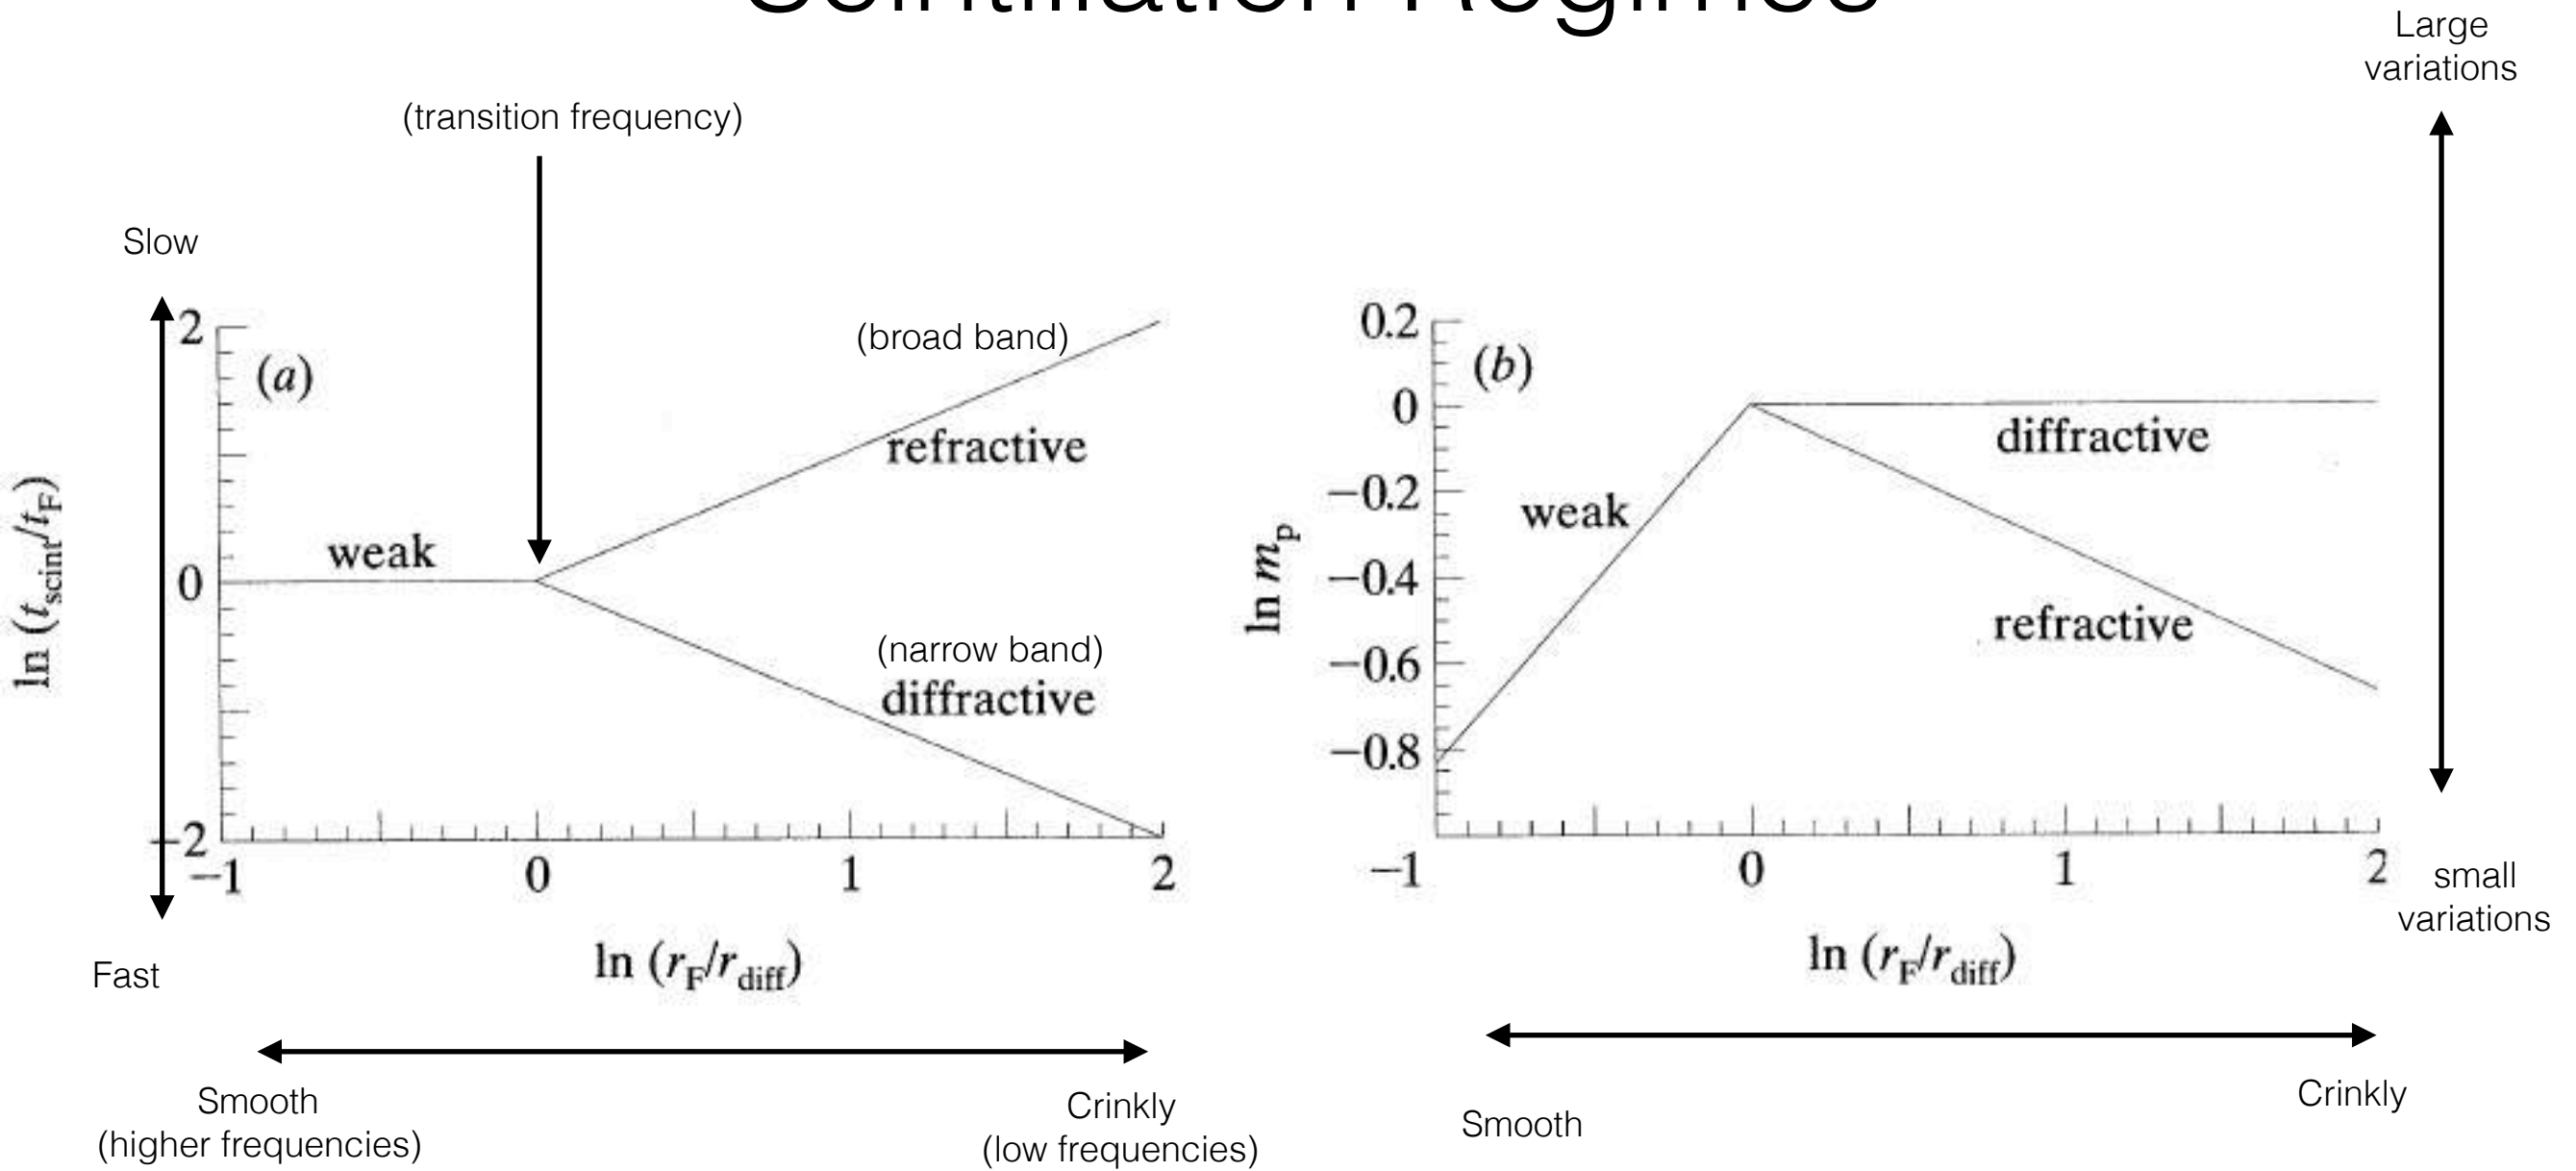 Scintillation Regimes
Large
variations
(transition frequency)
Slow
2
(a)
(broad band)
refractive
weak
0
ln (t_scint/t_F)
(narrow band)
diffractive
−2
−1 0 1 2
Fast
ln (r_F/r_diff)
Smooth
(higher frequencies)
Crinkly
(low frequencies)
0.2
(b)
0
diffractive
−0.2
weak
ln m_p
−0.4
refractive
−0.6
−0.8
−1 0 1 2
small
variations
ln (r_F/r_diff)
Smooth
Crinkly